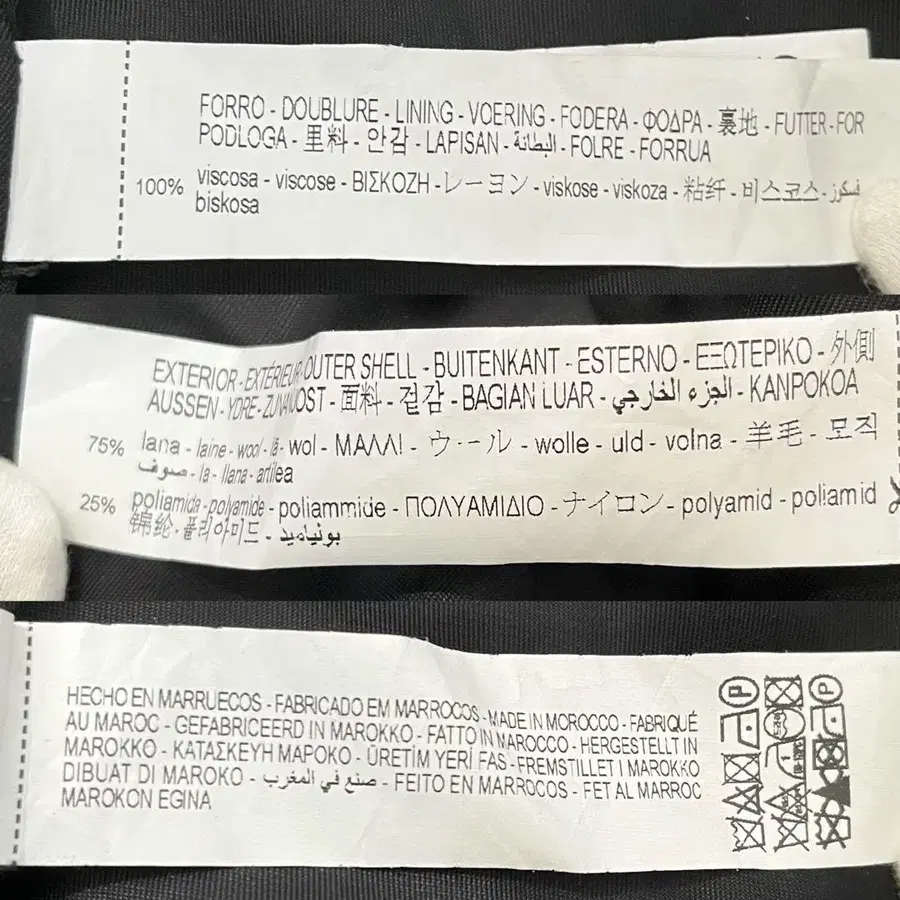 FORRO - DOUBLURE - LINING - VOERING - FODERA - ΦΟΔΡΑ - 裏地 - FUTTER - FOR
PODLOGA - 里料 - 안감 - LAPISAN - البطانة - FOLRE - FORRUA
100% viscosa - viscose - ΒΙΣΚΟΖΗ - レーヨン - viskose - viskoza - 粘纤 - 비스코스 - فسكوز
biskosa
EXTERIOR - EXTÉRIEUR OUTER SHELL - BUITENKANT - ESTERNO - ΕΞΩΤΕΡΙΚΟ - 外側
AUSSEN - YDRE - 面料 - 겉감 - BAGIAN LUAR - الجزء الخارجي - KANPOKOA
75% lana - laine - wool - lã - wol - ΜΑΛΛΙ - ウール - wolle - uld - volna - 羊毛 - 모직
صوف - la - llana - artilea
25% poliamida - polyamide - poliammide - ΠΟΛΥΑΜΙΔΙΟ - ナイロン - polyamid - poliamid
锦纶 - 폴리아미드 -
HECHO EN MARRUECOS - FABRICADO EM MARROCOS - MADE IN MOROCCO - FABRIQUÉ
AU MAROC - GEFABRICEERD IN MAROKKO - FATTO IN MAROCCO - HERGESTELLT IN
MAROKKO - ΚΑΤΑΣΚΕΥΗ ΜΑΡΟΚΟ - ÜRETİM YERİ FAS - FREMSTILLET I MAROKKO
DIBUAT DI MAROKO - صنع في المغرب - FEITO EN MARROCOS - FET AL MARROC
MAROKON EGINA
P
P